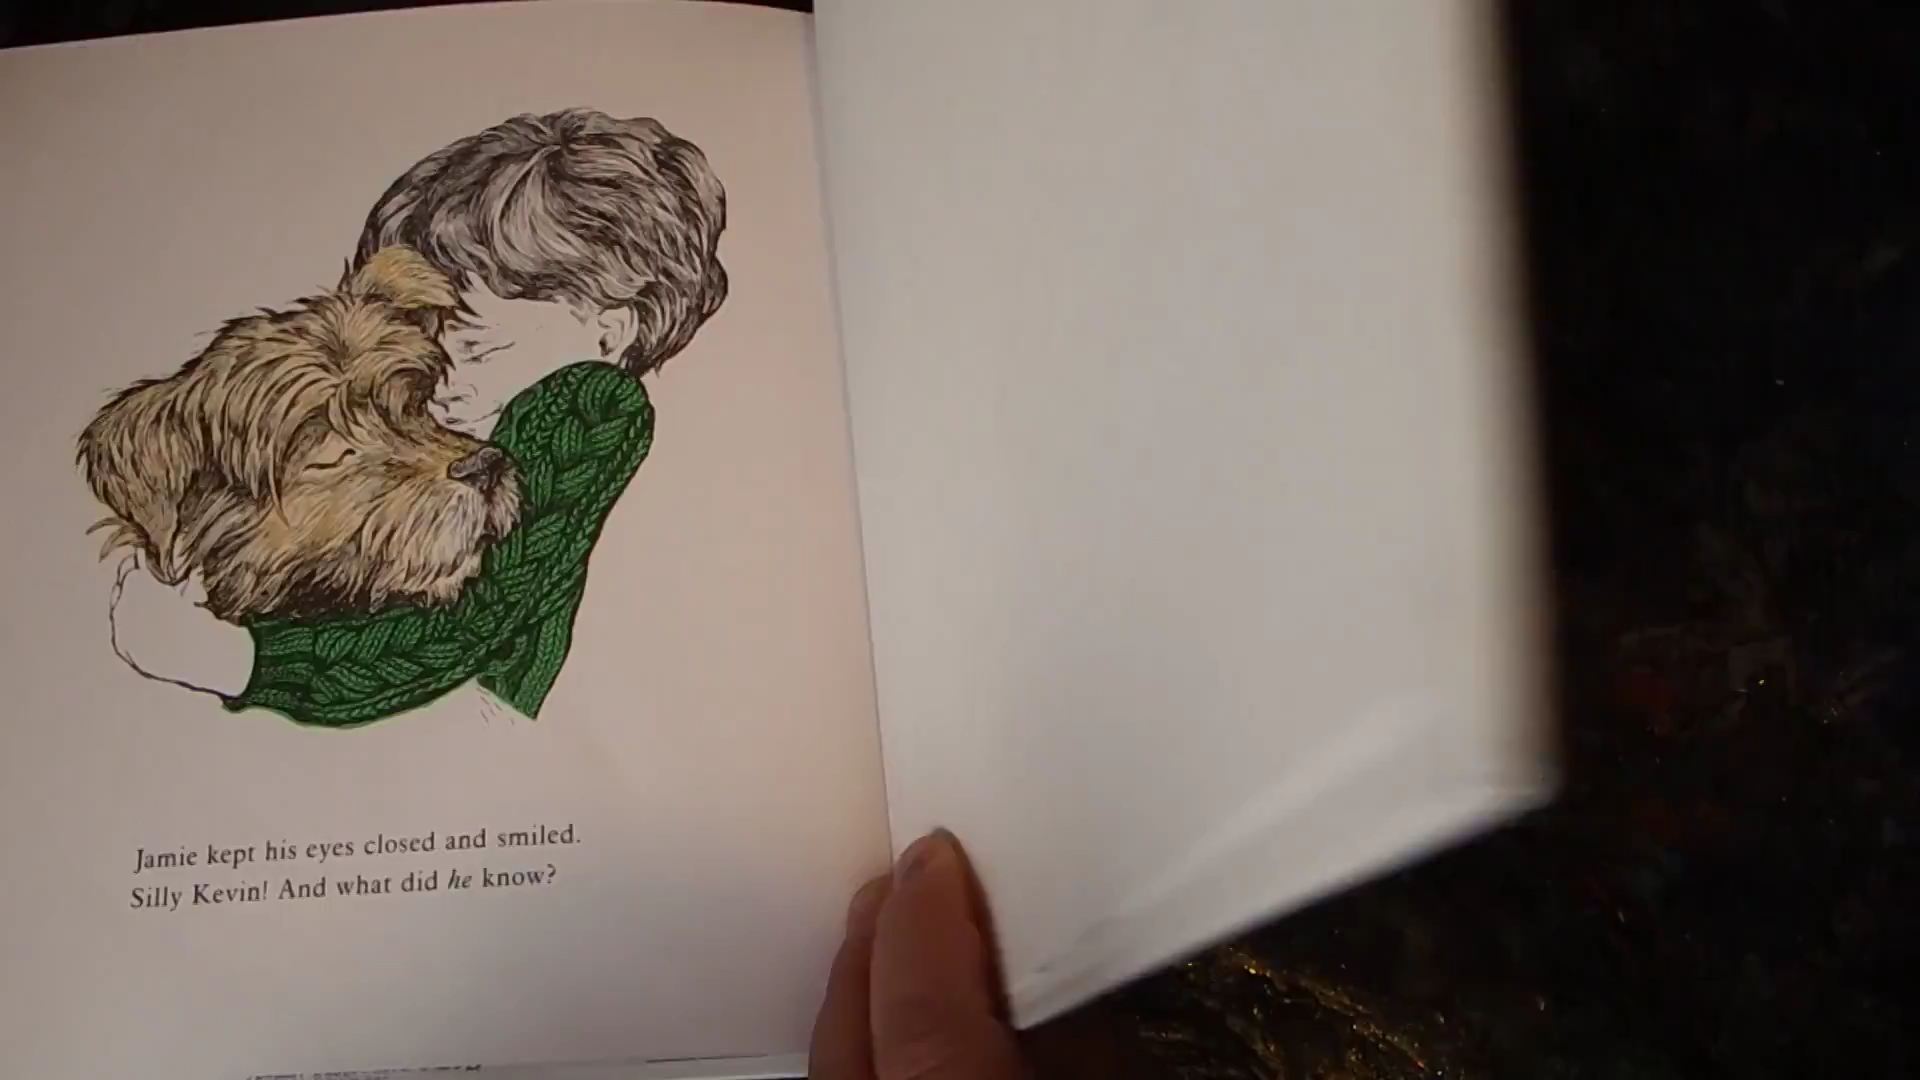 Jamie kept his eyes closed and smiled.
Silly Kevin! And what did he know?